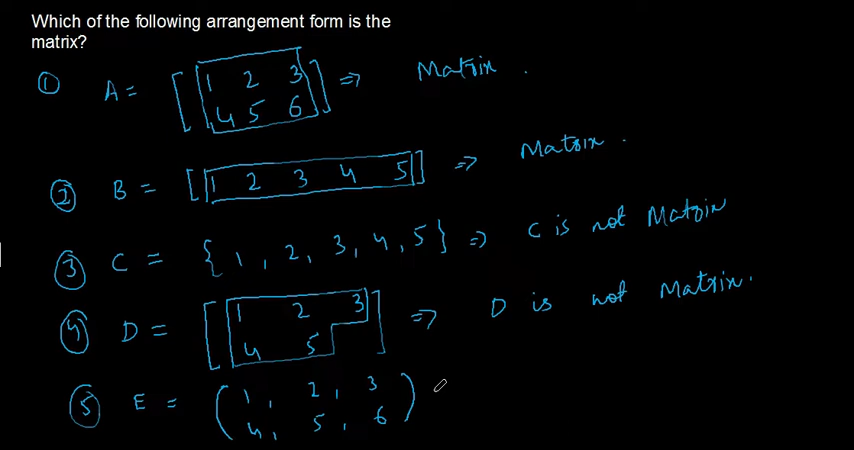 Which of the following arrangement form is the
matrix?
① A = [1 2 3 ⇒ Matrix.
4 5 6]
② B = [1 2 3 4 5] ⇒ Matrix.
③ C = {1, 2, 3, 4, 5} ⇒ C is not Matrix
④ D = [1 2 3 ⇒ D is not Matrix.
4 5]
⑤ E = (1, 2, 3
4, 5, 6)